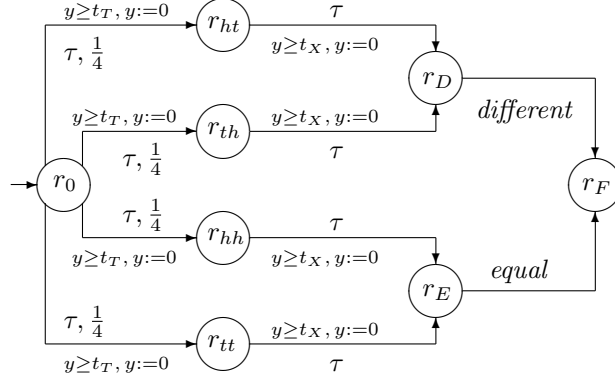 y≥t_T, y:=0
r_ht
τ
τ, 1/4
y≥t_X, y:=0
r_D
different
y≥t_T, y:=0
r_th
y≥t_X, y:=0
τ, 1/4
τ
r_0
r_F
τ, 1/4
τ
y≥t_T, y:=0
r_hh
y≥t_X, y:=0
r_E
equal
τ, 1/4
y≥t_X, y:=0
y≥t_T, y:=0
r_tt
τ